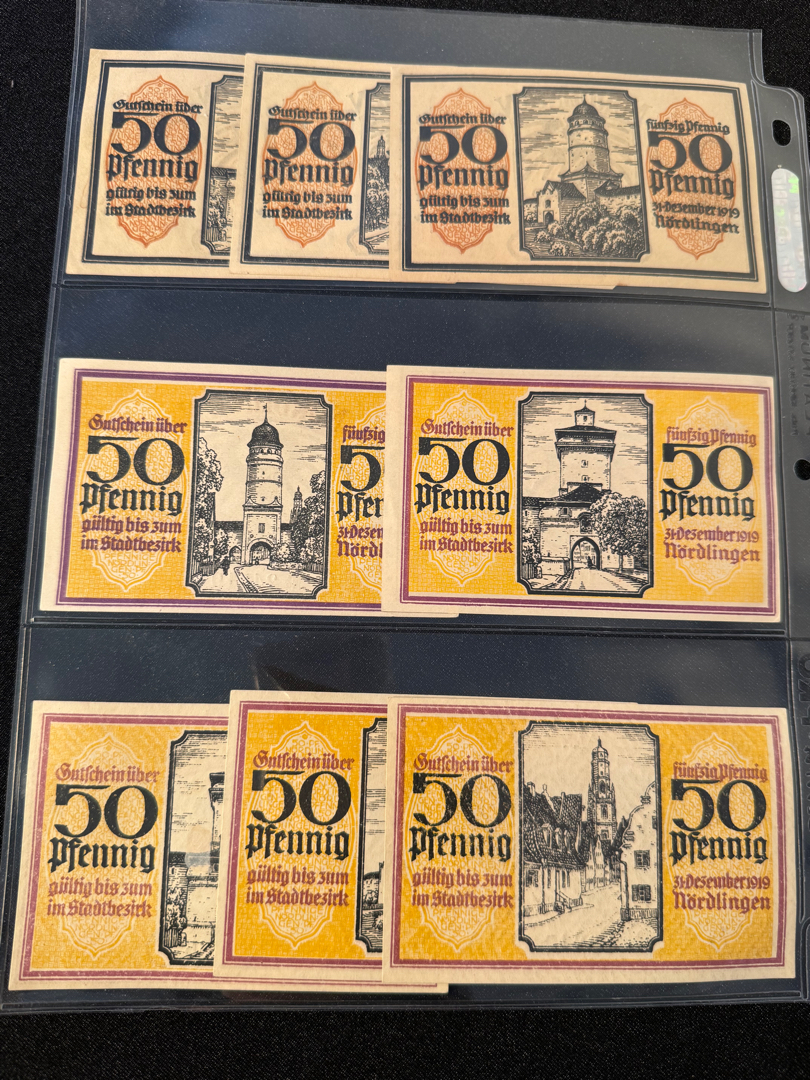 Gutschein über
50
Pfennig
gültig bis zum
im Stadtbezirk
Gutschein über
50
Pfennig
gültig bis zum
im Stadtbezirk
Gutschein über
50
Pfennig
gültig bis zum
im Stadtbezirk
fünfzig Pfennig
50
Pfennig
31. Dezember 1919
Nördlingen
Gutschein über
50
Pfennig
gültig bis zum
im Stadtbezirk
fünfzig
5
Pfe
31. Dezem
Nördl
Gutschein über
50
Pfennig
gültig bis zum
im Stadtbezirk
fünfzig Pfennig
50
Pfennig
31. Dezember 1919
Nördlingen
Gutschein über
50
Pfennig
gültig bis zum
im Stadtbezirk
Gutschein über
50
Pfennig
gültig bis zum
im Stadtbezirk
Gutschein über
50
Pfennig
gültig bis zum
im Stadtbezirk
fünfzig Pfennig
50
Pfennig
31. Dezember 1919
Nördlingen